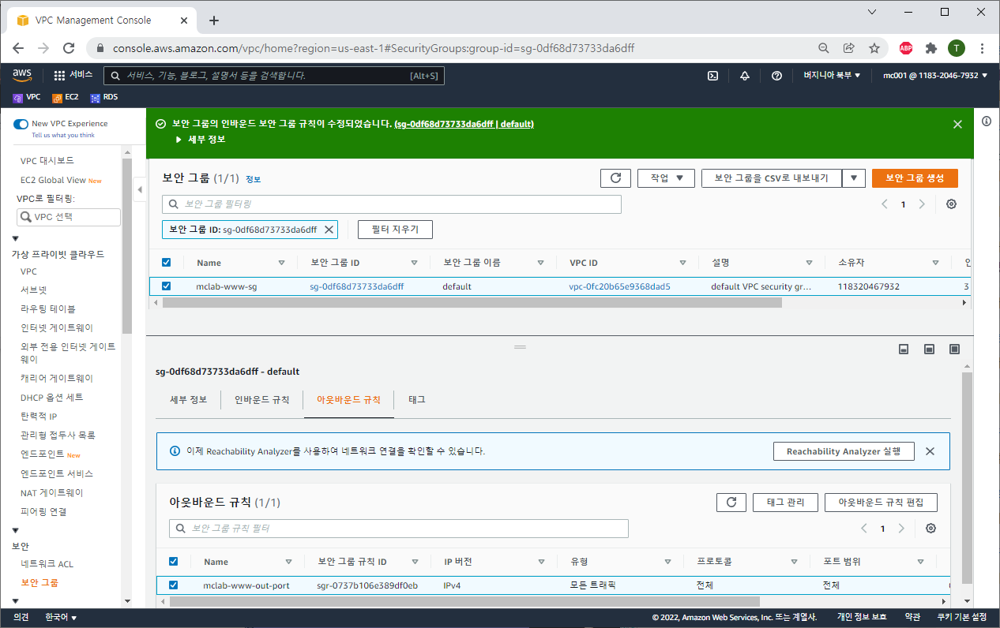 VPC Management Console
console.aws.amazon.com/vpc/home?region=us-east-1#SecurityGroups:group-id=sg-0df68d73733da6dff
ABP
T
aws
서비스
서비스, 기능, 블로그, 설명서 등을 검색합니다.
[Alt+S]
버지니아 북부
mc001 @ 1183-2046-7932
VPC
EC2
RDS
New VPC Experience
Tell us what you think
VPC 대시보드
EC2 Global View New
VPC로 필터링:
VPC 선택
가상 프라이빗 클라우드
VPC
서브넷
라우팅 테이블
인터넷 게이트웨이
외부 전용 인터넷 게이트
웨이
캐리어 게이트웨이
DHCP 옵션 세트
탄력적 IP
관리형 접두사 목록
엔드포인트 New
엔드포인트 서비스
NAT 게이트웨이
피어링 연결
보안
네트워크 ACL
보안 그룹
보안 그룹의 인바운드 보안 그룹 규칙이 수정되었습니다. (sg-0df68d73733da6dff | default)
세부 정보
보안 그룹 (1/1) 정보
작업
보안 그룹을 CSV로 내보내기
보안 그룹 생성
보안 그룹 필터링
1
보안 그룹 ID: sg-0df68d73733da6dff
필터 지우기
Name 보안 그룹 ID 보안 그룹 이름 VPC ID 설명 소유자
mclab-www-sg sg-0df68d73733da6dff default vpc-0fc20b65e9368dad5 default VPC security gr... 118320467932 3
sg-0df68d73733da6dff - default
세부 정보 인바운드 규칙 아웃바운드 규칙 태그
이제 Reachability Analyzer를 사용하여 네트워크 연결을 확인할 수 있습니다.
Reachability Analyzer 실행
아웃바운드 규칙 (1/1)
태그 관리
아웃바운드 규칙 편집
보안 그룹 규칙 필터
1
Name 보안 그룹 규칙 ID IP 버전 유형 프로토콜 포트 범위
mclab-www-out-port sgr-0737b106e389df0eb IPv4 모든 트래픽 전체 전체
의견
한국어
© 2022, Amazon Web Services, Inc. 또는 계열사.
개인 정보 보호
약관
쿠키 기본 설정